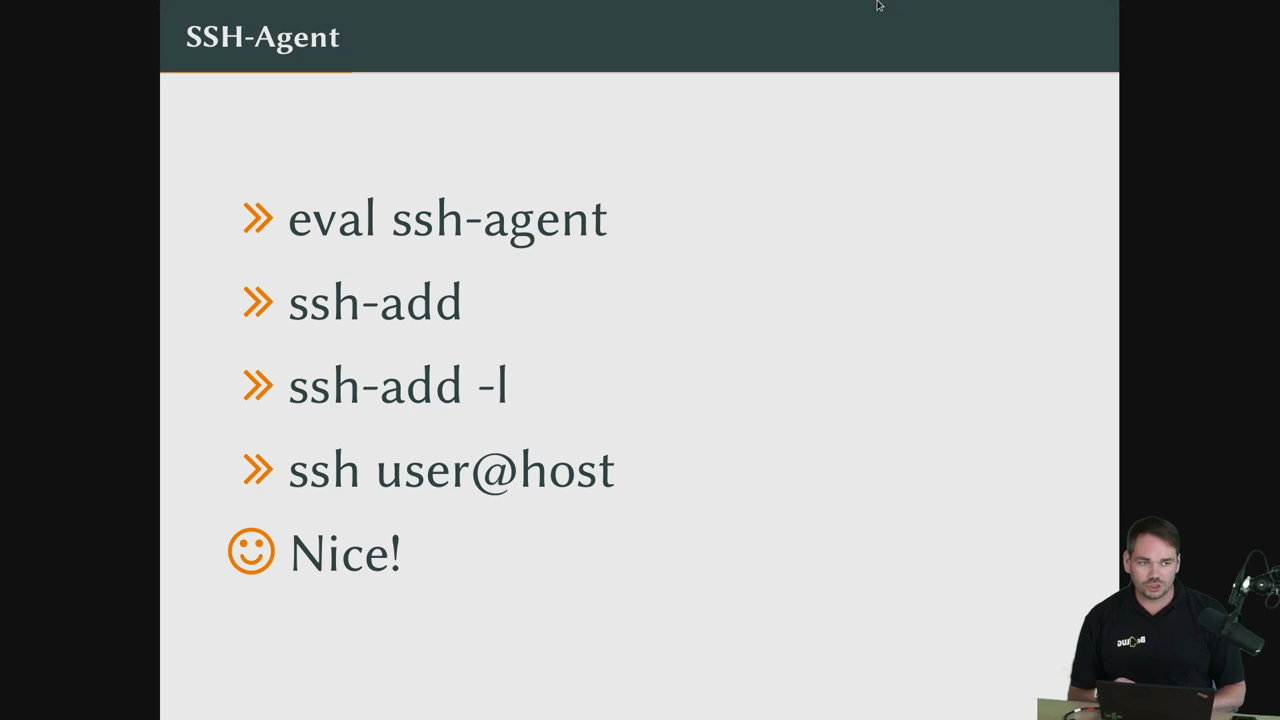 SSH-Agent
» eval ssh-agent
» ssh-add
» ssh-add -l
» ssh user@host
Nice!